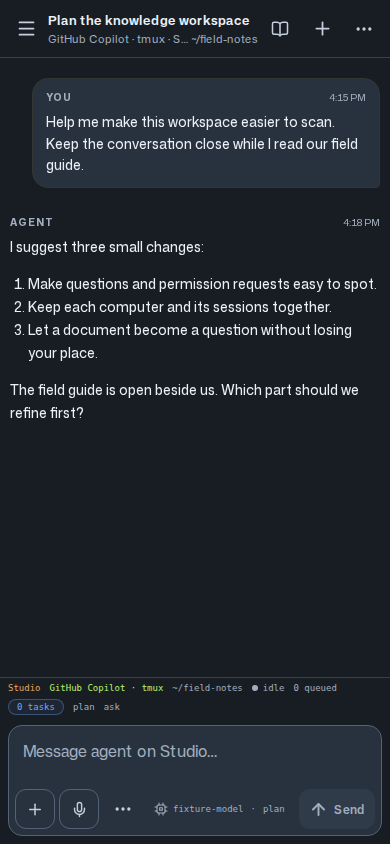 Plan the knowledge workspace
GitHub Copilot · tmux · S... ~/field-notes
YOU
4:15 PM
Help me make this workspace easier to scan.
Keep the conversation close while I read our field
guide.
AGENT
4:18 PM
I suggest three small changes:
1. Make questions and permission requests easy to spot.
2. Keep each computer and its sessions together.
3. Let a document become a question without losing
your place.
The field guide is open beside us. Which part should we
refine first?
Studio GitHub Copilot · tmux ~/field-notes idle 0 queued
0 tasks plan ask
Message agent on Studio...
fixture-model · plan
Send